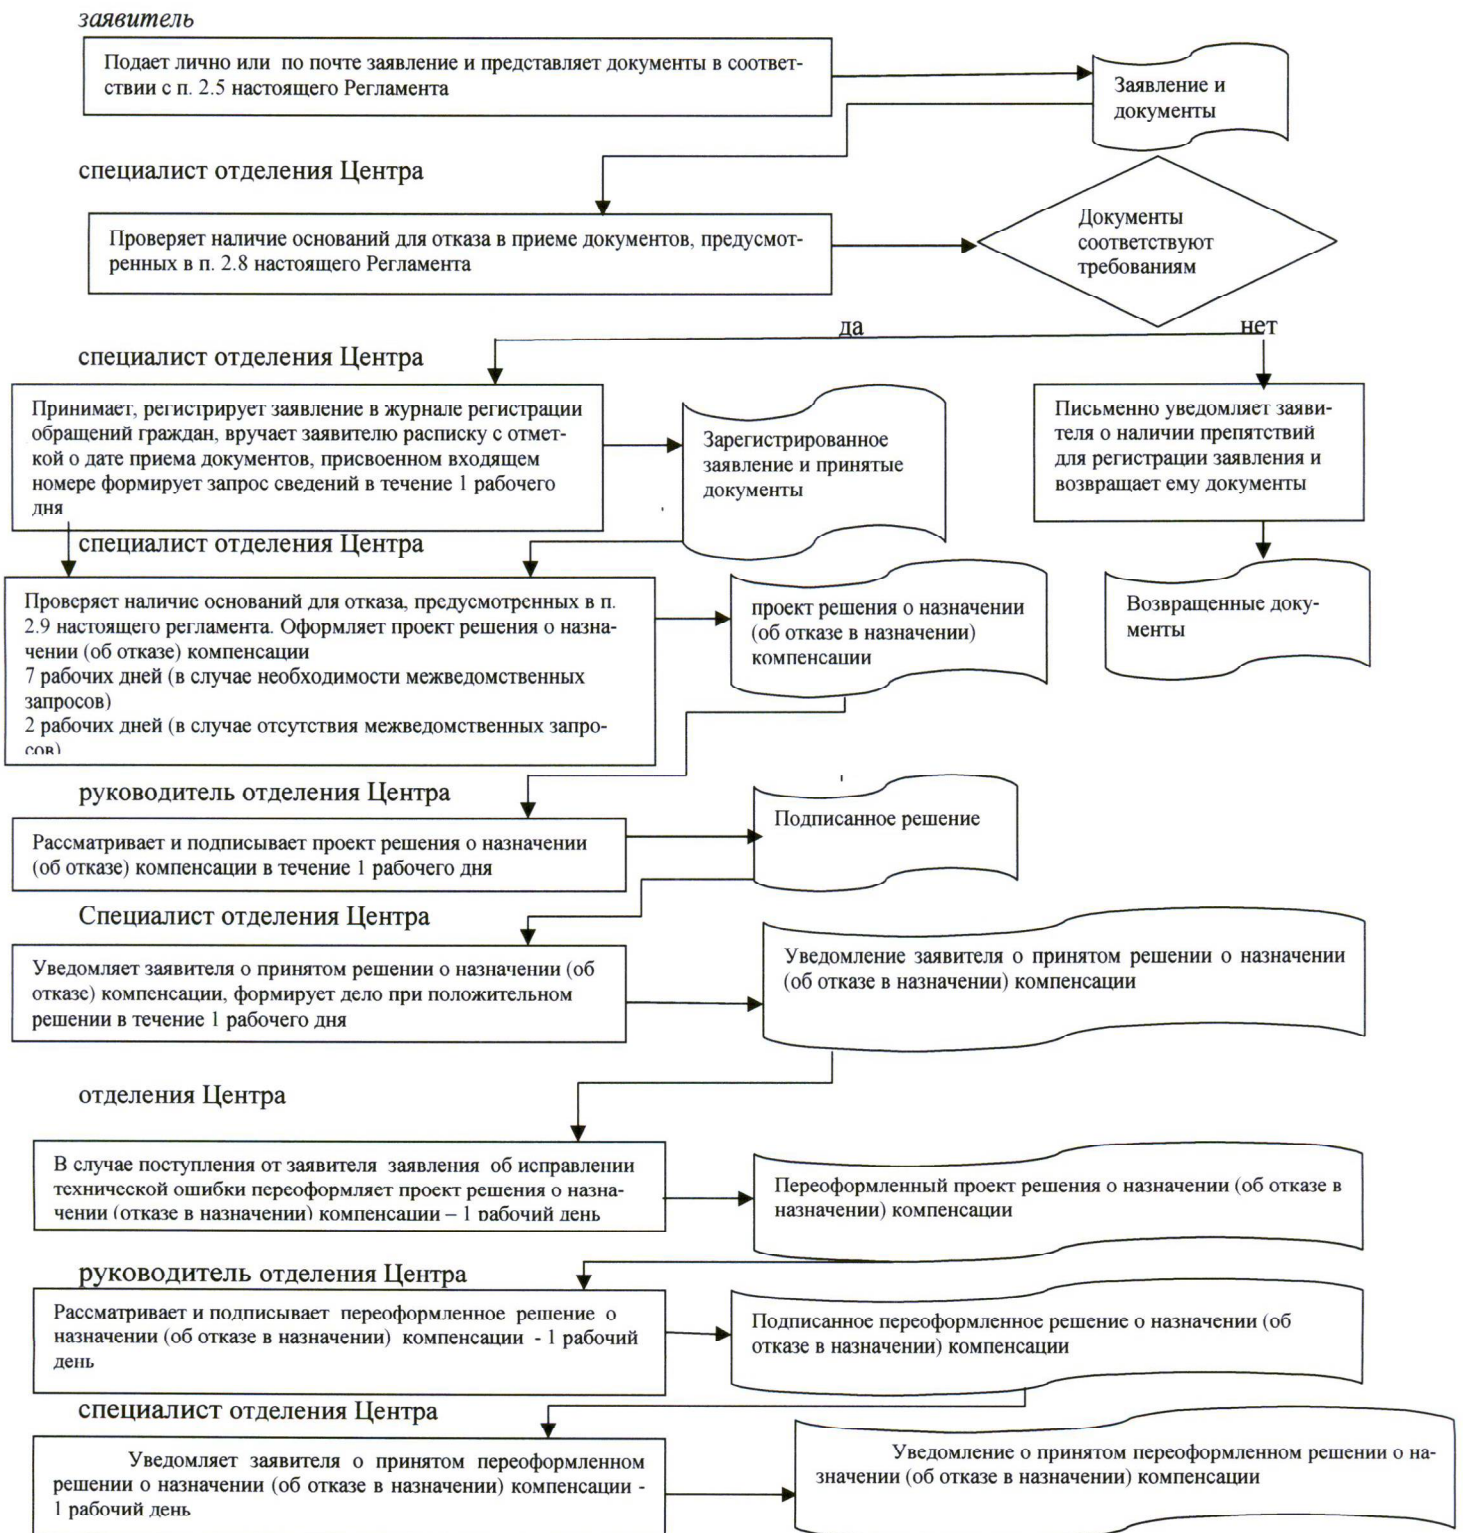 заявитель
Подает лично или по почте заявление и представляет документы в соответ-
ствии с п. 2.5 настоящего Регламента
Заявление и
документы
специалист отделения Центра
Проверяет наличие оснований для отказа в приеме документов, предусмот-
ренных в п. 2.8 настоящего Регламента
Документы
соответствуют
требованиям
да
нет
специалист отделения Центра
Принимает, регистрирует заявление в журнале регистрации
обращений граждан, вручает заявителю расписку с отмет-
кой о дате приема документов, присвоенном входящем
номере формирует запрос сведений в течение 1 рабочего
дня
Зарегистрированное
заявление и принятые
документы
Письменно уведомляет заяви-
теля о наличии препятствий
для регистрации заявления и
возвращает ему документы
специалист отделения Центра
Проверяет наличие оснований для отказа, предусмотренных в п.
2.9 настоящего регламента. Оформляет проект решения о назна-
чении (об отказе) компенсации
7 рабочих дней (в случае необходимости межведомственных
запросов)
2 рабочих дней (в случае отсутствия межведомственных запро-
сов)
проект решения о назначении
(об отказе в назначении)
компенсации
Возвращенные доку-
менты
руководитель отделения Центра
Рассматривает и подписывает проект решения о назначении
(об отказе) компенсации в течение 1 рабочего дня
Подписанное решение
Специалист отделения Центра
Уведомляет заявителя о принятом решении о назначении (об
отказе) компенсации, формирует дело при положительном
решении в течение 1 рабочего дня
Уведомление заявителя о принятом решении о назначении
(об отказе в назначении) компенсации
отделения Центра
В случае поступления от заявителя заявления об исправлении
технической ошибки переоформляет проект решения о назна-
чении (отказе в назначении) компенсации – 1 рабочий день
Переоформленный проект решения о назначении (об отказе в
назначении) компенсации
руководитель отделения Центра
Рассматривает и подписывает переоформленное решение о
назначении (об отказе в назначении) компенсации - 1 рабочий
день
Подписанное переоформленное решение о назначении (об
отказе в назначении) компенсации
специалист отделения Центра
Уведомляет заявителя о принятом переоформленном
решении о назначении (об отказе в назначении) компенсации -
1 рабочий день
Уведомление о принятом переоформленном решении о на-
значении (об отказе в назначении) компенсации